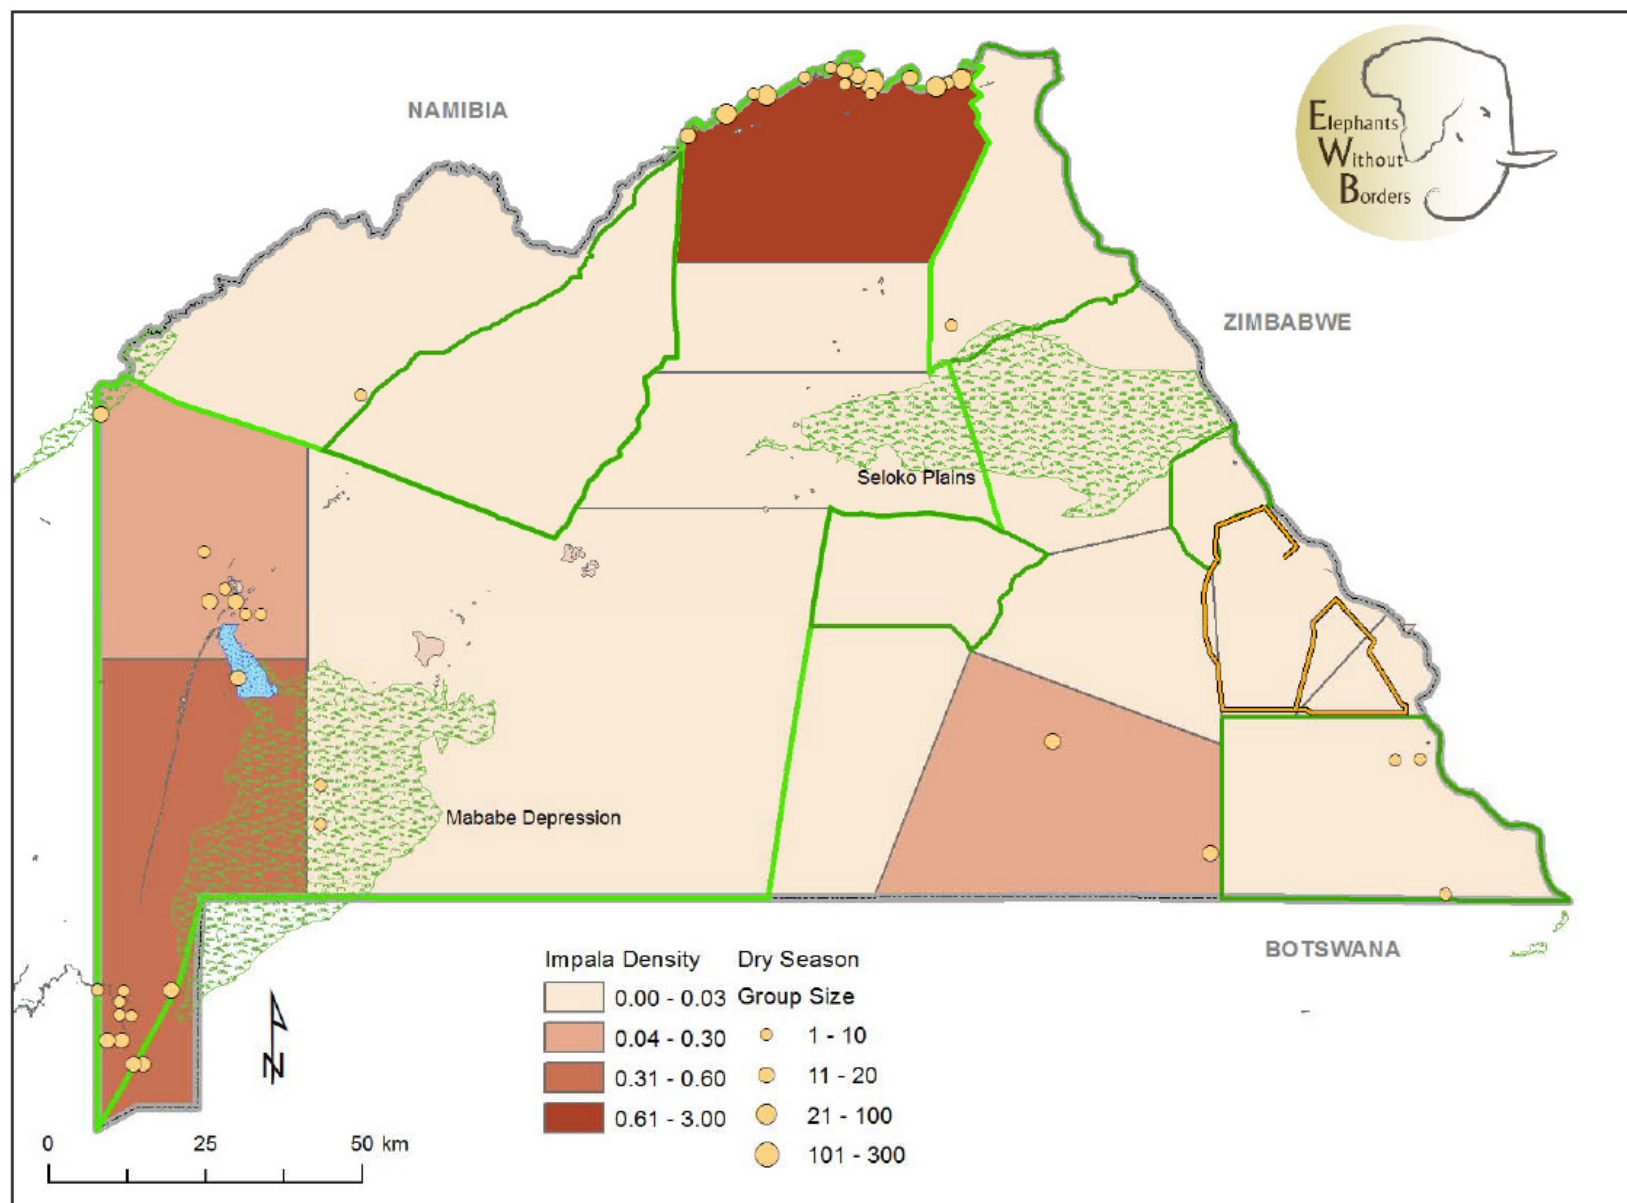 NAMIBIA
Elephants
Without
Borders
ZIMBABWE
Seloko Plains
Mababe Depression
BOTSWANA
Impala Density
0.00 - 0.03
0.04 - 0.30
0.31 - 0.60
0.61 - 3.00
Dry Season
Group Size
1 - 10
11 - 20
21 - 100
101 - 300
N
0 25 50 km